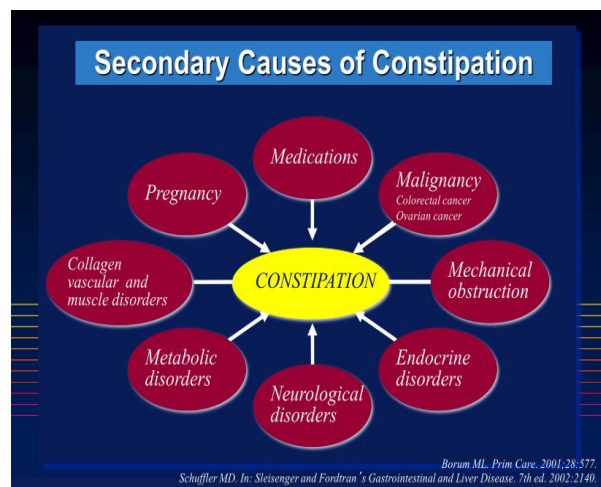 Secondary Causes of Constipation
Medications
Pregnancy
Malignancy
Colorectal cancer
Ovarian cancer
Collagen
vascular and
muscle disorders
CONSTIPATION
Mechanical
obstruction
Metabolic
disorders
Neurological
disorders
Endocrine
disorders
Borum ML. Prim Care. 2001;28:577.
Schuffler MD. In: Sleisenger and Fordtran's Gastrointestinal and Liver Disease. 7th ed. 2002:2140.